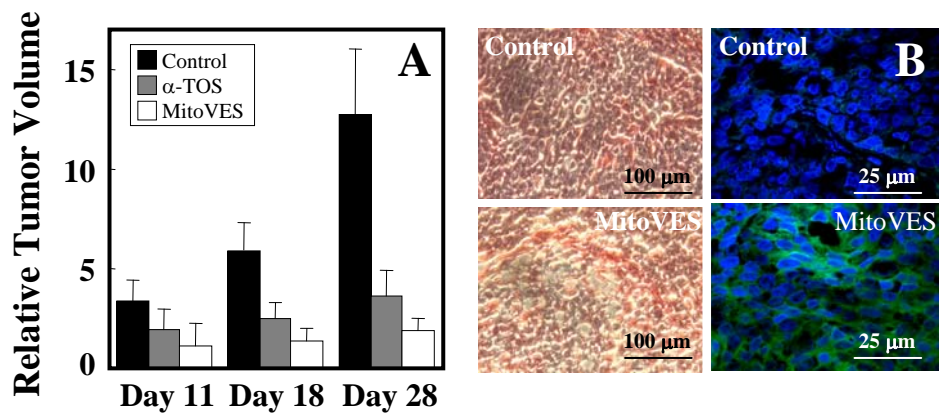 Relative Tumor Volume
15
10
5
0
Control
α-TOS
MitoVES
A
Day 11 Day 18 Day 28
Control
100 μm
Control
B
25 μm
MitoVES
100 μm
MitoVES
25 μm